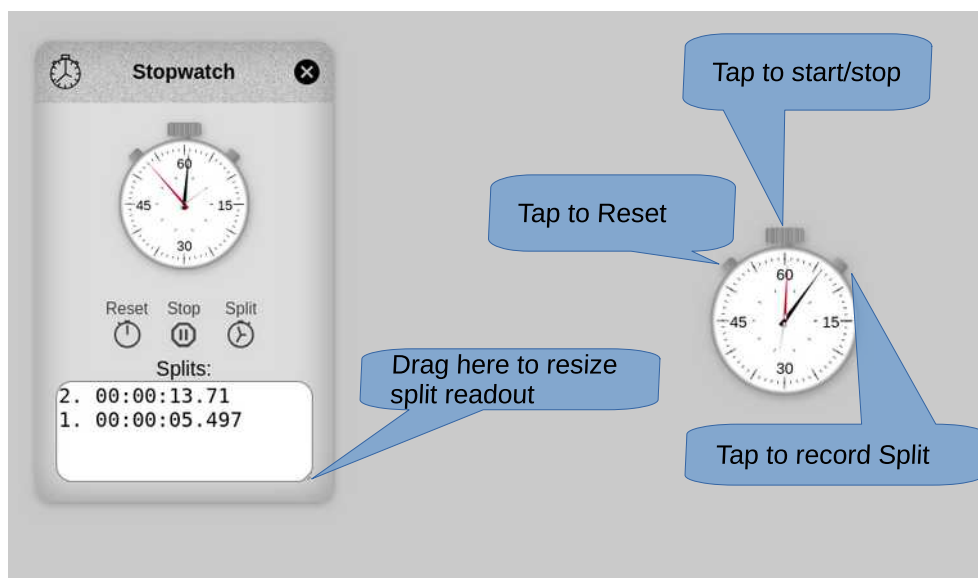 Stopwatch
60
45
15
30
Reset Stop Split
Splits:
2. 00:00:13.71
1. 00:00:05.497
Tap to start/stop
Tap to Reset
60
45
15
30
Drag here to resize
split readout
Tap to record Split